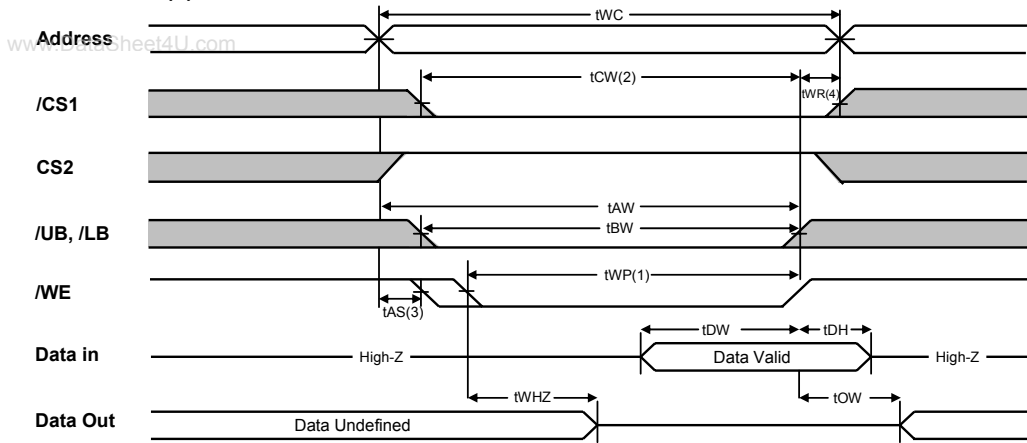 tWC
Address
www.DataSheet4U.com
tCW(2)
tWR(4)
/CS1
CS2
tAW
/UB, /LB
tBW
/WE
tWP(1)
tAS(3)
tDW
tDH
Data in
High-Z
Data Valid
High-Z
tWHZ
tOW
Data Out
Data Undefined